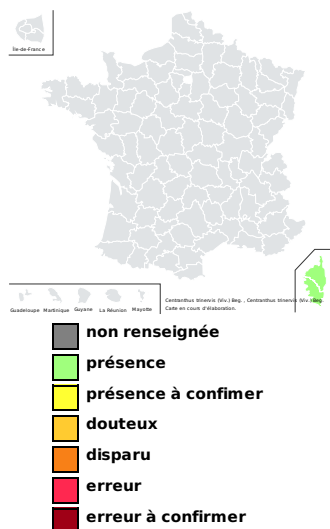 Île-de-France
Guadeloupe Martinique Guyane La Réunion Mayotte
Centranthus trinervis (Viv.) Beg. , Centranthus trinervis (Viv.) Beg.
Carte en cours d'élaboration.
non renseignée
présence
présence à confimer
douteux
disparu
erreur
erreur à confirmer